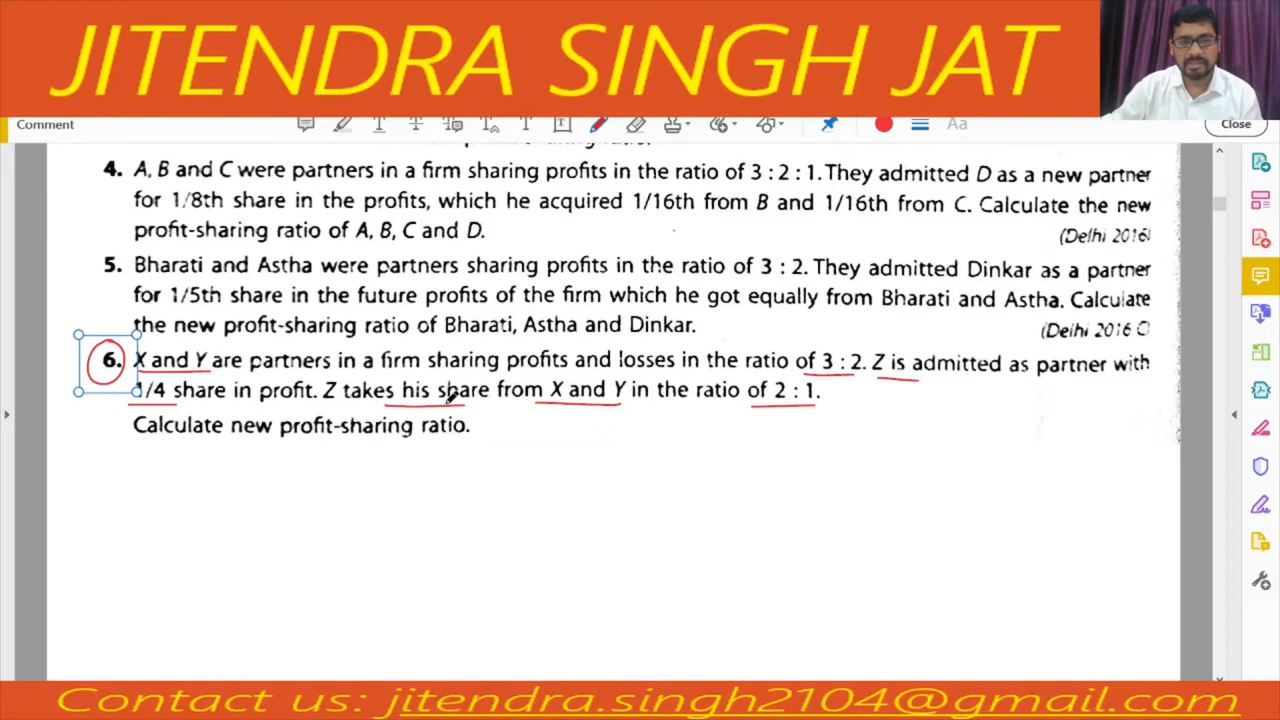 JITENDRA SINGH JAT
Comment
Close
4. A, B and C were partners in a firm sharing profits in the ratio of 3 : 2 : 1. They admitted D as a new partner
for 1/8th share in the profits, which he acquired 1/16th from B and 1/16th from C. Calculate the new
profit-sharing ratio of A, B, C and D.
(Delhi 2016)
5. Bharati and Astha were partners sharing profits in the ratio of 3 : 2. They admitted Dinkar as a partner
for 1/5th share in the future profits of the firm which he got equally from Bharati and Astha. Calculate
the new profit-sharing ratio of Bharati, Astha and Dinkar.
(Delhi 2016 C)
6. X and Y are partners in a firm sharing profits and losses in the ratio of 3 : 2. Z is admitted as partner with
1/4 share in profit. Z takes his share from X and Y in the ratio of 2 : 1.
Calculate new profit-sharing ratio.
Contact us: jitendra.singh2104@gmail.com